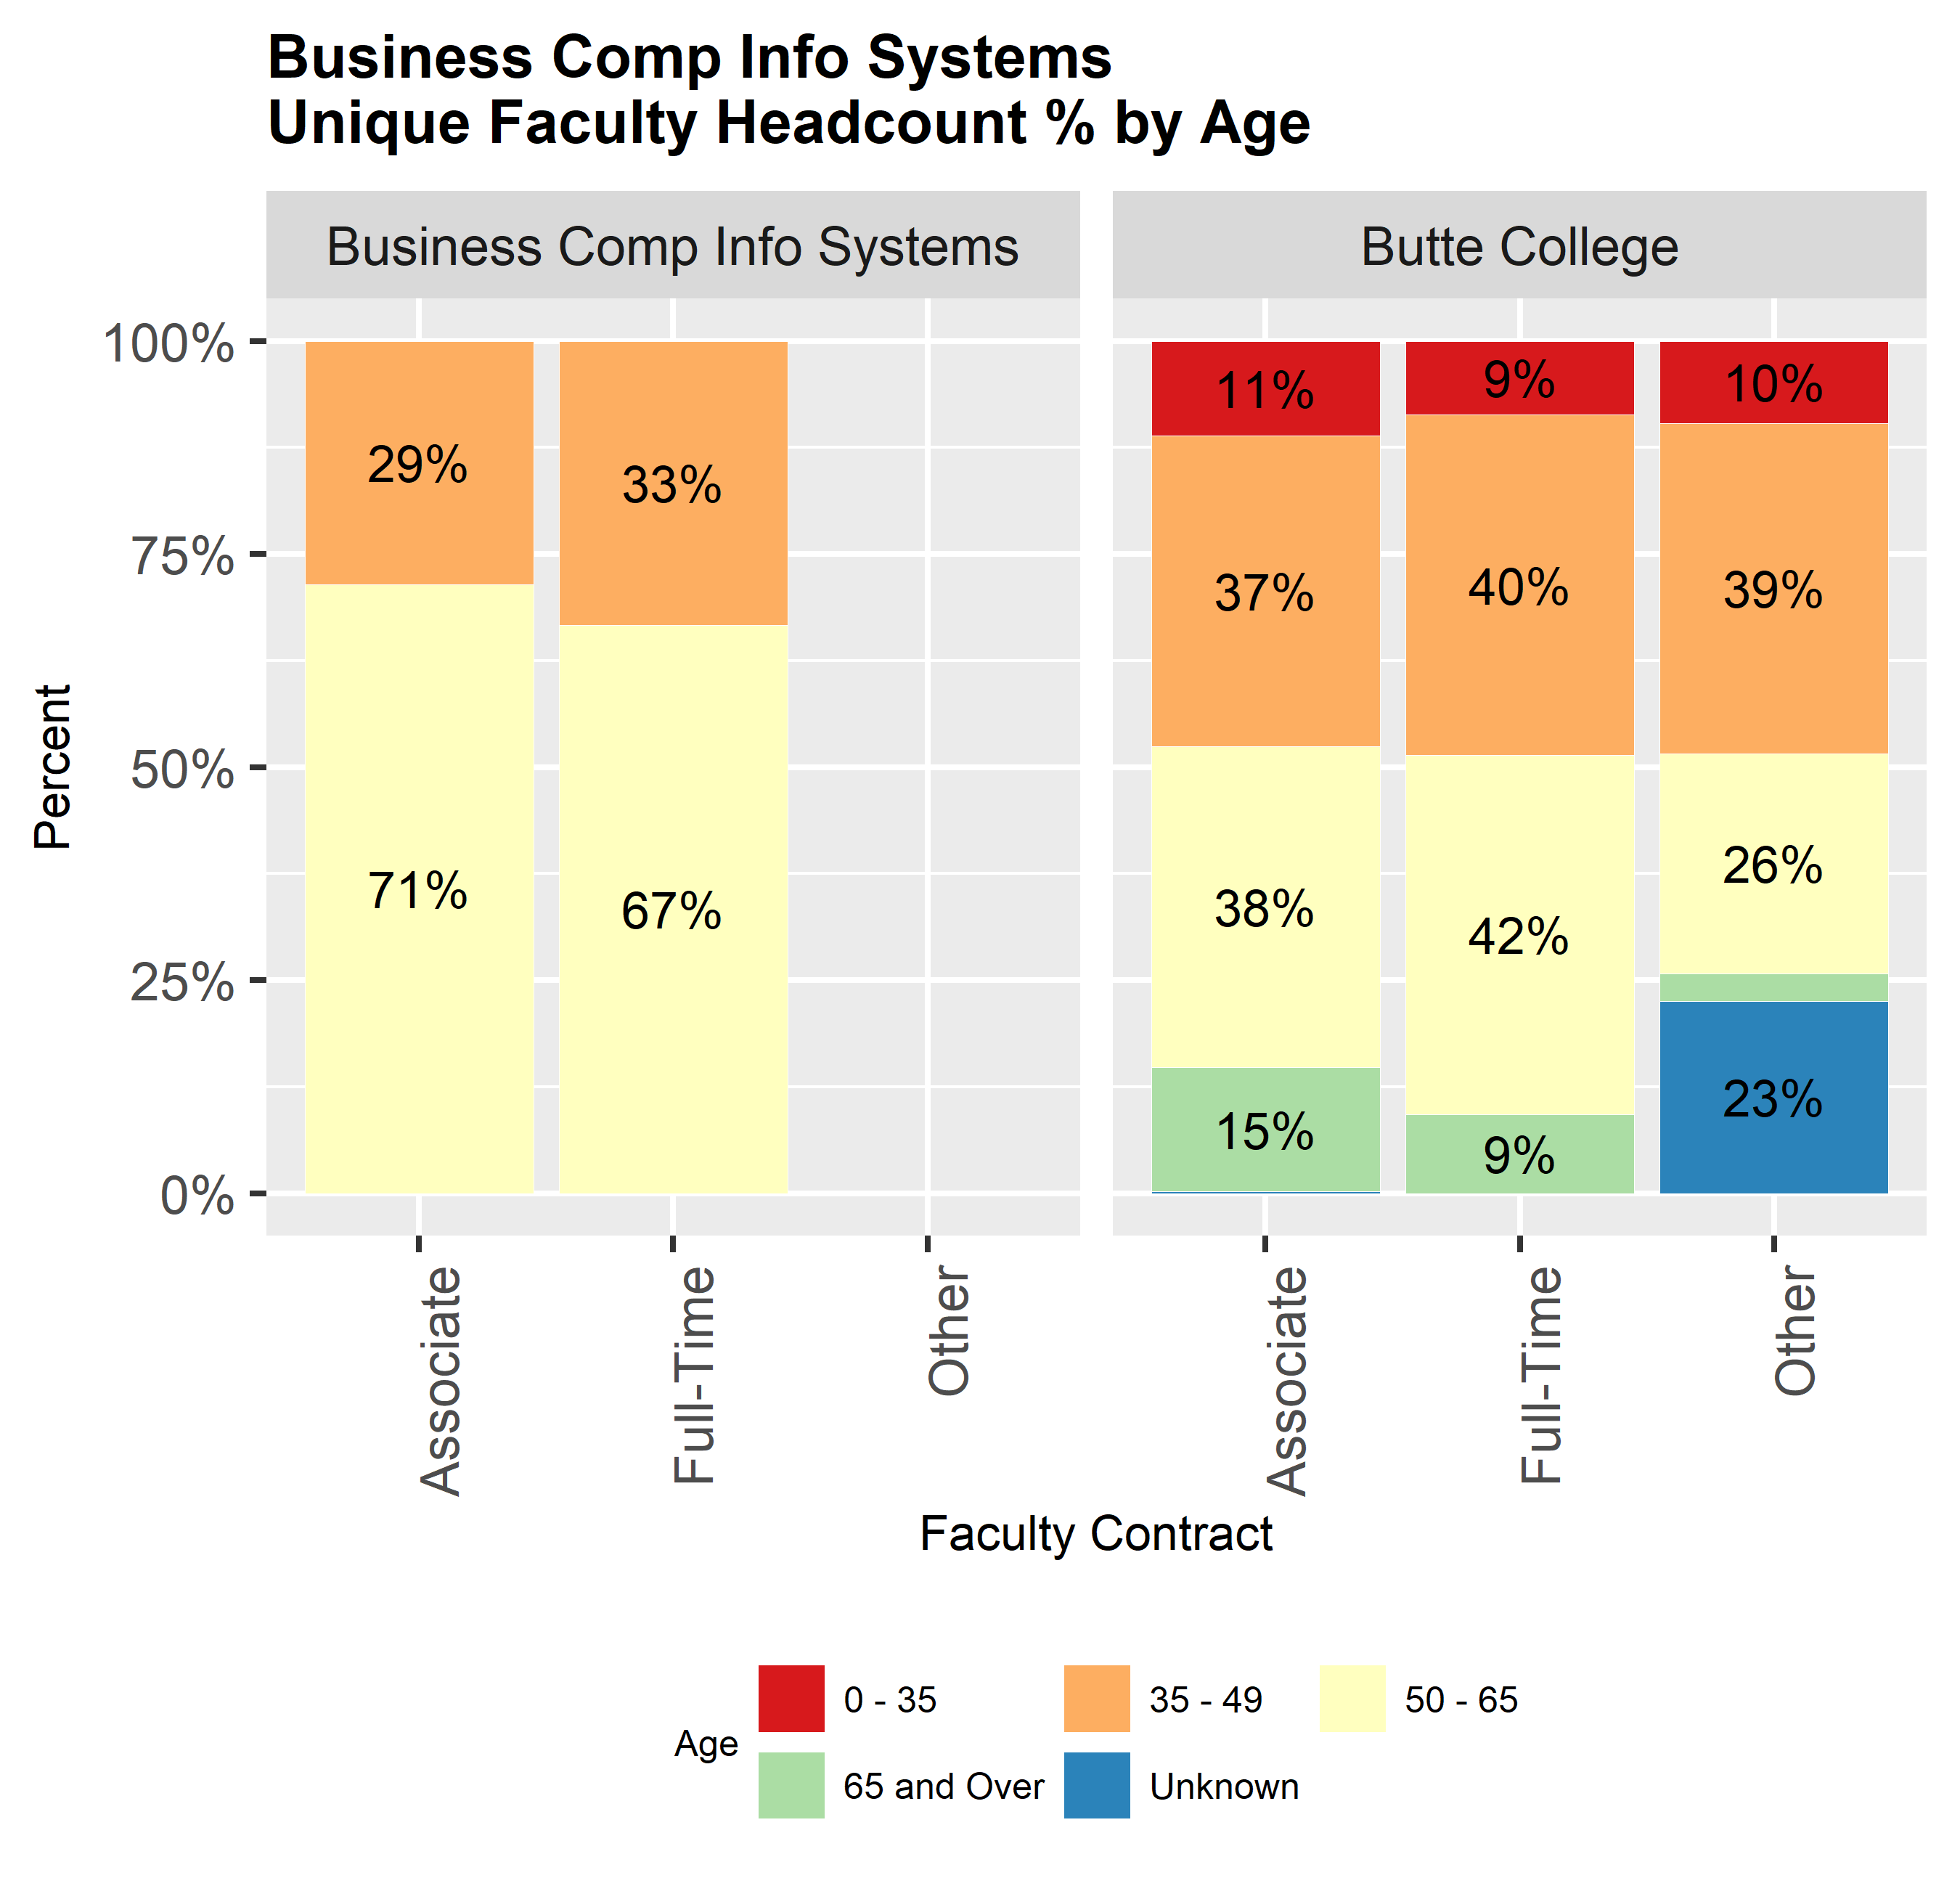 Business Comp Info Systems
Unique Faculty Headcount % by Age
Business Comp Info Systems
Butte College
Percent
100%
75%
50%
25%
0%
29%
71%
33%
67%
11%
37%
38%
15%
9%
40%
42%
9%
10%
39%
26%
23%
Associate
Full-Time
Other
Associate
Full-Time
Other
Faculty Contract
Age
0 - 35
35 - 49
50 - 65
65 and Over
Unknown